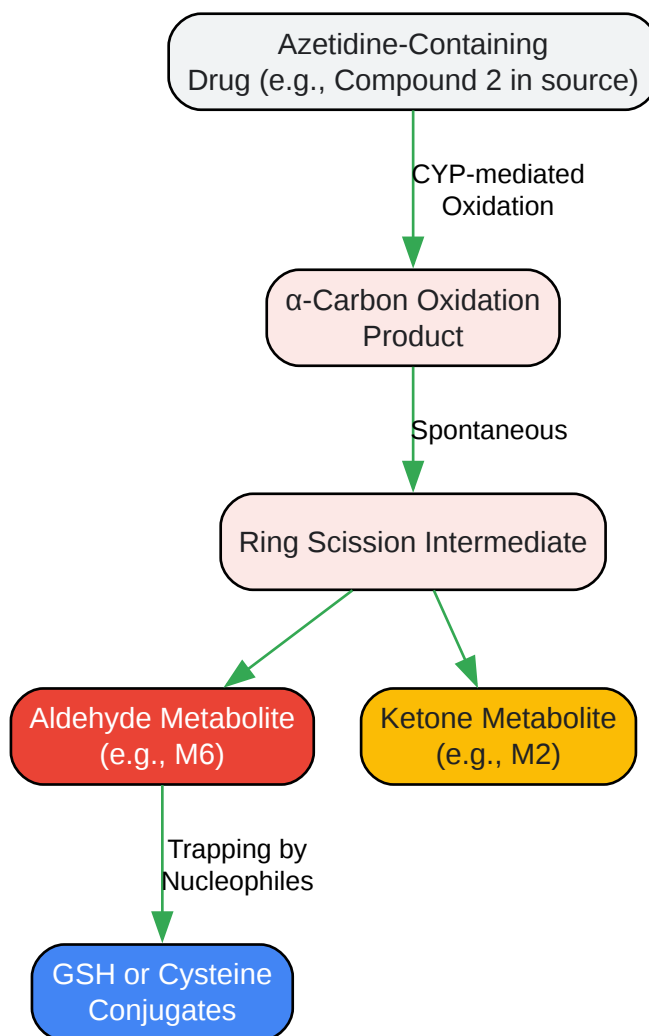 Azetidine-Containing
Drug (e.g., Compound 2 in source)
CYP-mediated
Oxidation
α-Carbon Oxidation
Product
Spontaneous
Ring Scission Intermediate
Aldehyde Metabolite
(e.g., M6)
Ketone Metabolite
(e.g., M2)
Trapping by
Nucleophiles
GSH or Cysteine
Conjugates